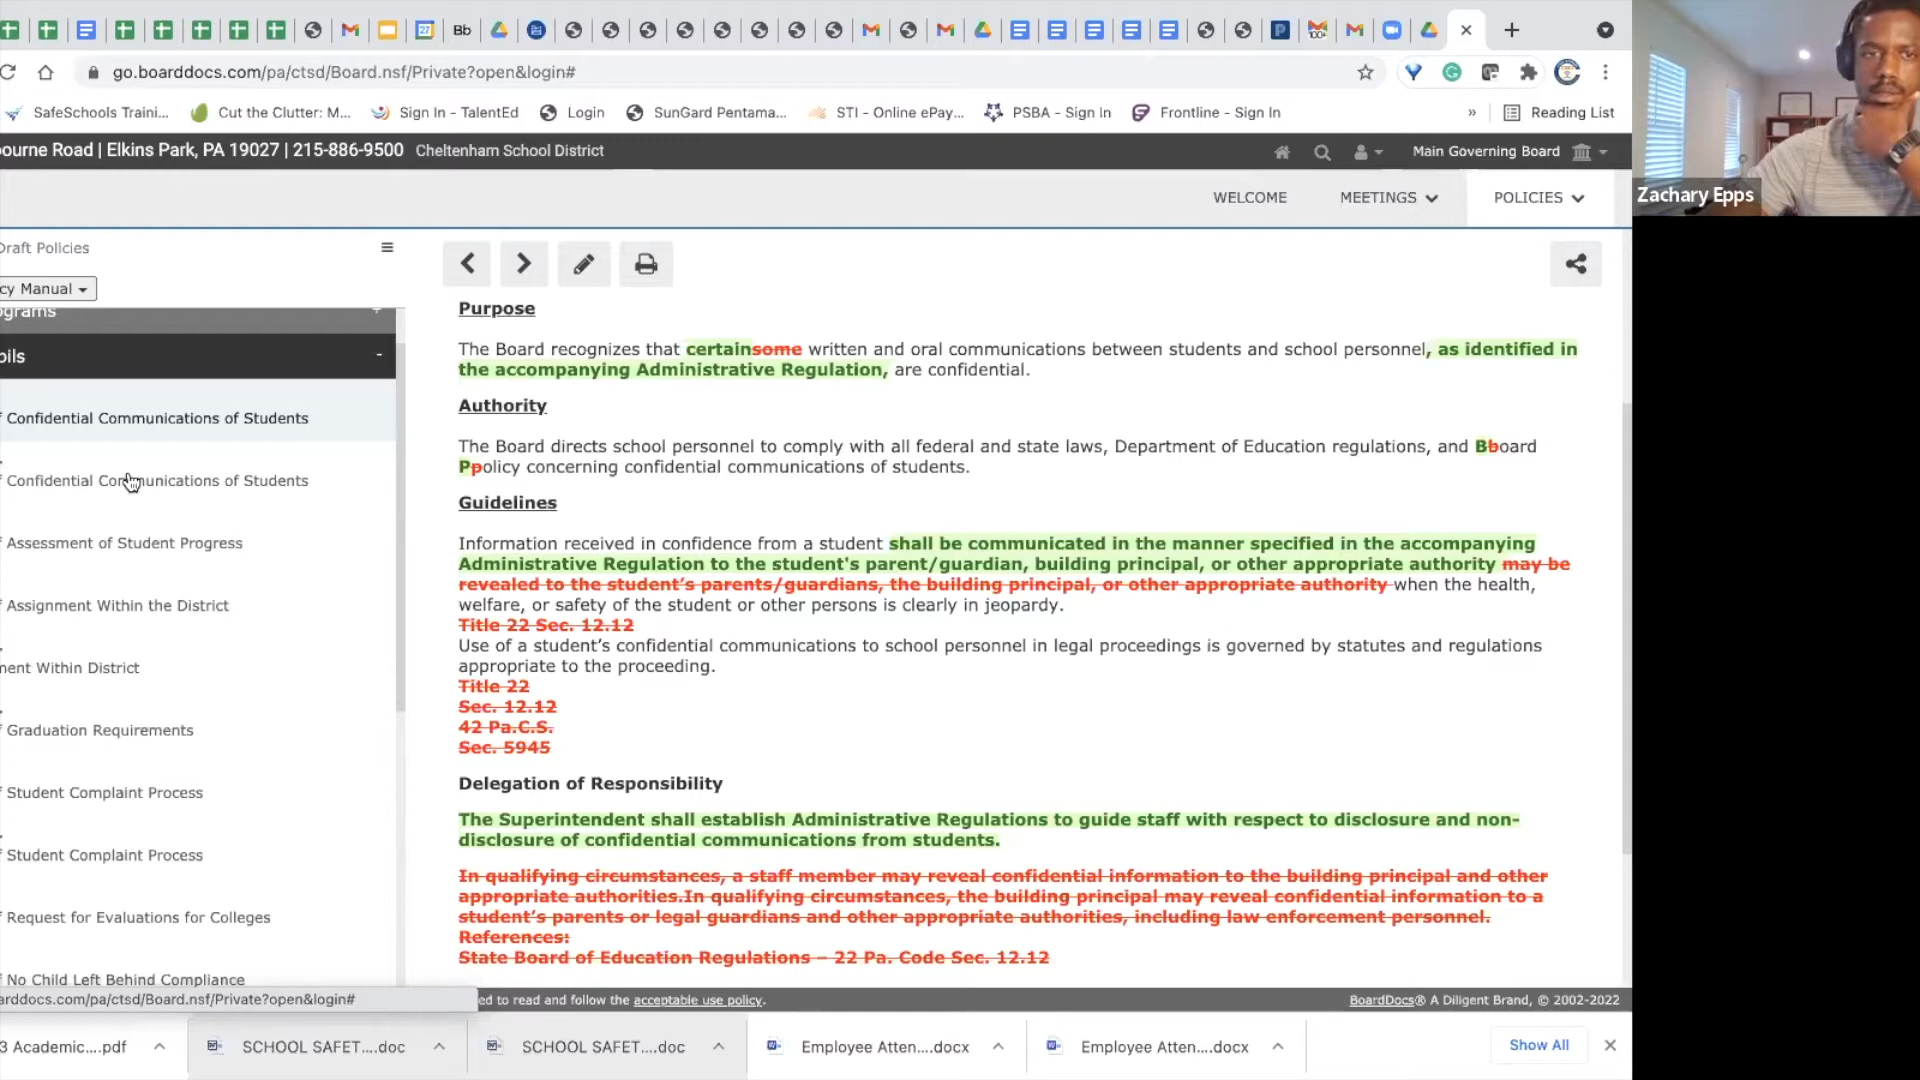 Bb
go.boarddocs.com/pa/ctsd/Board.nsf/Private?open&login#
SafeSchools Traini... Cut the Clutter: M... Sign In - TalentEd Login SunGard Pentama... STI - Online ePay... PSBA - Sign In Frontline - Sign In » Reading List
ourne Road | Elkins Park, PA 19027 | 215-886-9500 Cheltenham School District Main Governing Board
WELCOME MEETINGS POLICIES
Zachary Epps
Draft Policies
cy Manual
ograms +
pils -
f Confidential Communications of Students
f Confidential Communications of Students
f Assessment of Student Progress
f Assignment Within the District
ment Within District
f Graduation Requirements
f Student Complaint Process
f Student Complaint Process
f Request for Evaluations for Colleges
f No Child Left Behind Compliance
arddocs.com/pa/ctsd/Board.nsf/Private?open&login#
Purpose
The Board recognizes that certainsome written and oral communications between students and school personnel, as identified in
the accompanying Administrative Regulation, are confidential.
Authority
The Board directs school personnel to comply with all federal and state laws, Department of Education regulations, and Bboard
Ppolicy concerning confidential communications of students.
Guidelines
Information received in confidence from a student shall be communicated in the manner specified in the accompanying
Administrative Regulation to the student's parent/guardian, building principal, or other appropriate authority may be
revealed to the student’s parents/guardians, the building principal, or other appropriate authority when the health,
welfare, or safety of the student or other persons is clearly in jeopardy.
Title 22 Sec. 12.12
Use of a student’s confidential communications to school personnel in legal proceedings is governed by statutes and regulations
appropriate to the proceeding.
Title 22
Sec. 12.12
42 Pa.C.S.
Sec. 5945
Delegation of Responsibility
The Superintendent shall establish Administrative Regulations to guide staff with respect to disclosure and non-
disclosure of confidential communications from students.
In qualifying circumstances, a staff member may reveal confidential information to the building principal and other
appropriate authorities.In qualifying circumstances, the building principal may reveal confidential information to a
student’s parents or legal guardians and other appropriate authorities, including law enforcement personnel.
References:
State Board of Education Regulations – 22 Pa. Code Sec. 12.12
ed to read and follow the acceptable use policy. BoardDocs® A Diligent Brand, © 2002-2022
3 Academic....pdf SCHOOL SAFET....doc SCHOOL SAFET....doc Employee Atten....docx Employee Atten....docx Show All